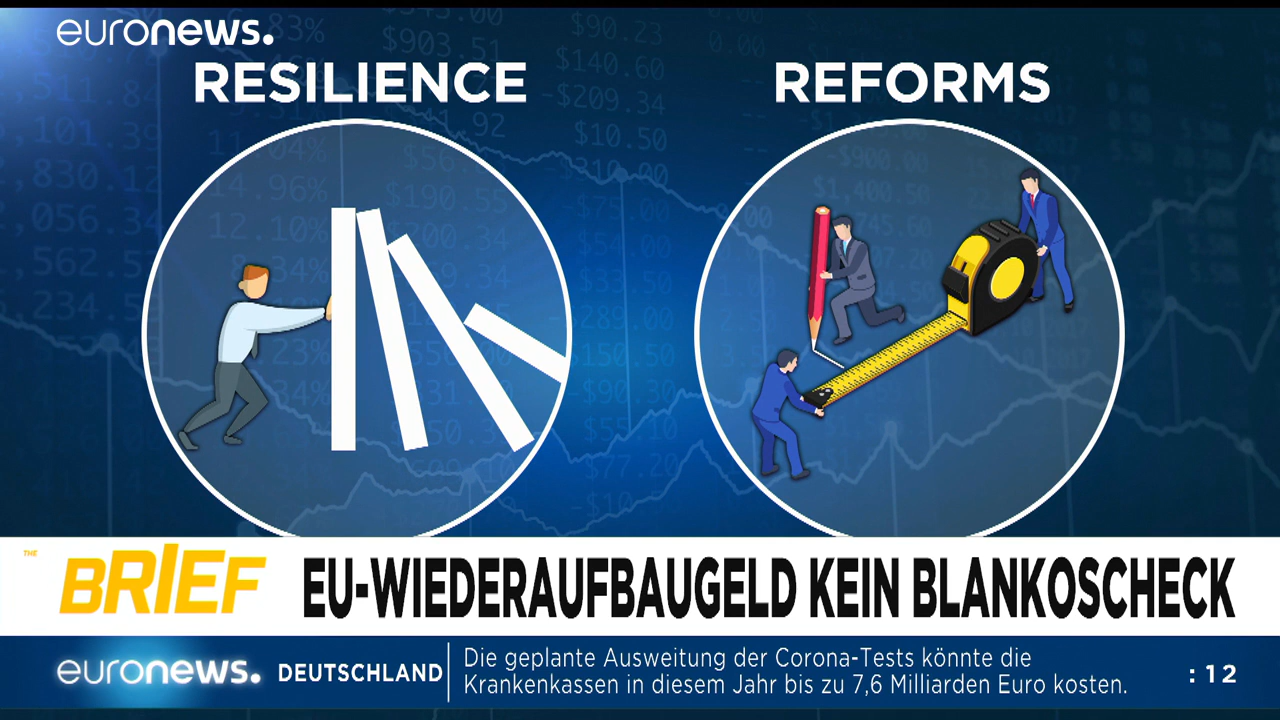 euronews.
RESILIENCE
REFORMS
THE
BRIEF
EU-WIEDERAUFBAUGELD KEIN BLANKOSCHECK
euronews.
DEUTSCHLAND
Die geplante Ausweitung der Corona-Tests könnte die
Krankenkassen in diesem Jahr bis zu 7,6 Milliarden Euro kosten.
:12